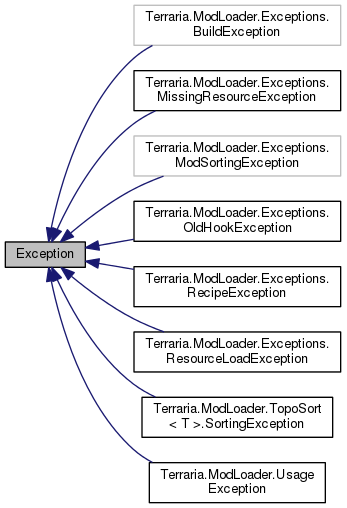 Terraria.ModLoader.Exceptions.
BuildException
Terraria.ModLoader.Exceptions.
MissingResourceException
Terraria.ModLoader.Exceptions.
ModSortingException
Terraria.ModLoader.Exceptions.
OldHookException
Exception
Terraria.ModLoader.Exceptions.
RecipeException
Terraria.ModLoader.Exceptions.
ResourceLoadException
Terraria.ModLoader.TopoSort
< T >.SortingException
Terraria.ModLoader.Usage
Exception